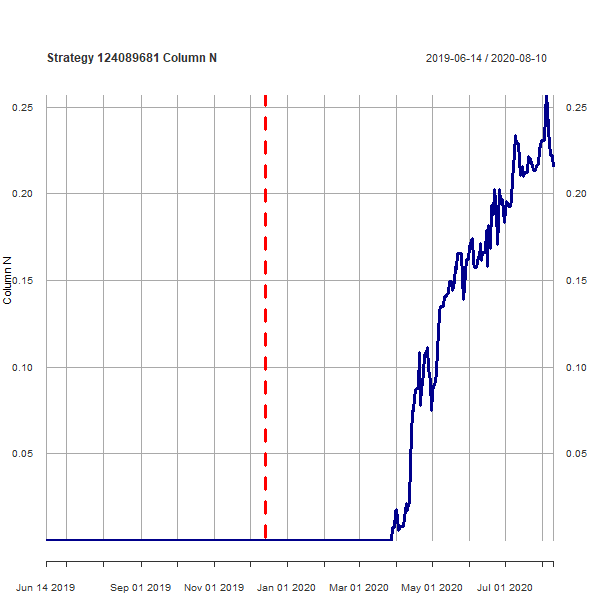 Strategy 124089681 Column N
2019-06-14 / 2020-08-10
0.25
0.25
0.20
0.20
0.15
0.15
Column N
0.10
0.10
0.05
0.05
Jun 14 2019
Sep 01 2019
Nov 01 2019
Jan 01 2020
Mar 01 2020
May 01 2020
Jul 01 2020